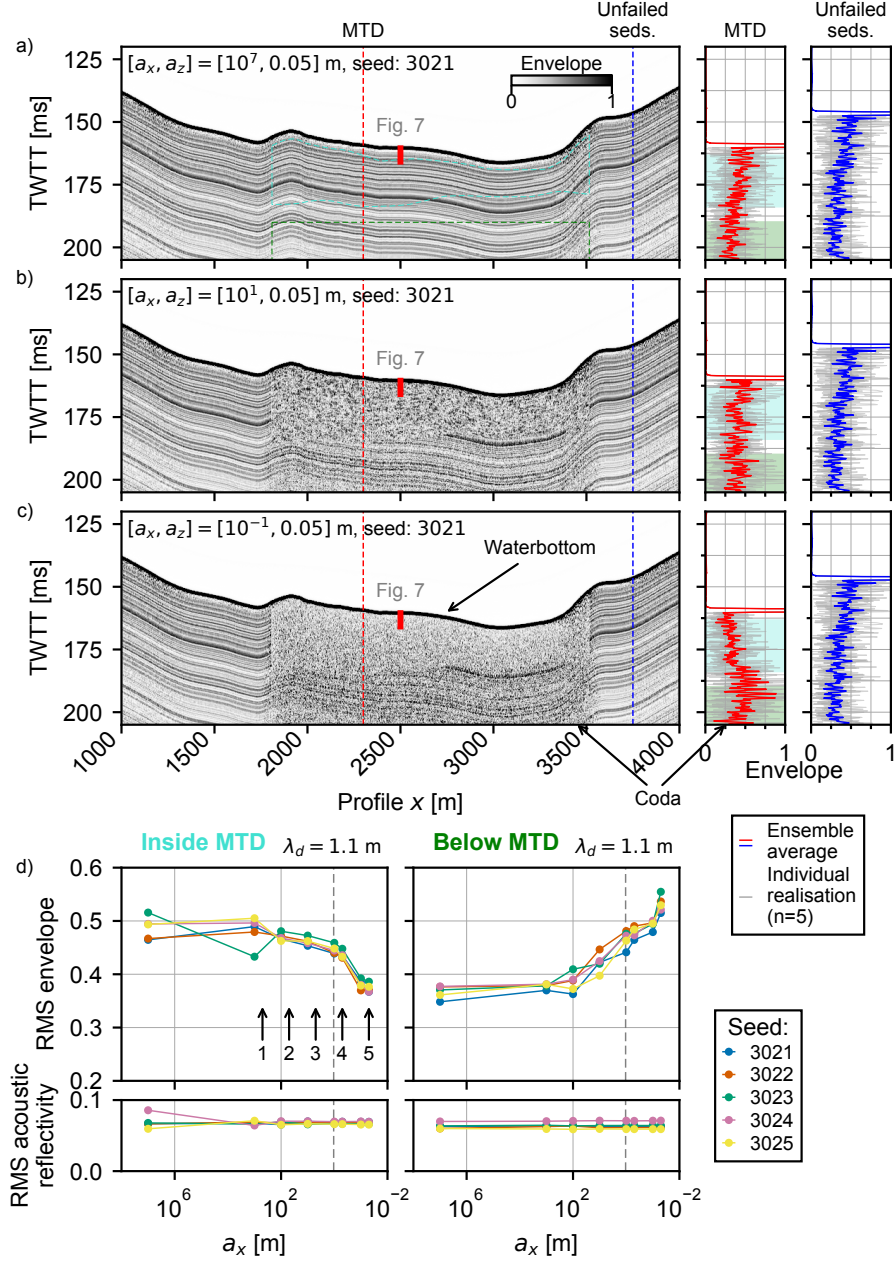 MTD
Unfailed
seds.
MTD
Unfailed
seds.
a)
[a_x, a_z] = [10^7, 0.05] m, seed: 3021
Envelope
0 1
Fig. 7
TWTT [ms]
125
150
175
200
b)
[a_x, a_z] = [10^1, 0.05] m, seed: 3021
Fig. 7
TWTT [ms]
125
150
175
200
c)
[a_x, a_z] = [10^−1, 0.05] m, seed: 3021
Waterbottom
Fig. 7
TWTT [ms]
125
150
175
200
1000 1500 2000 2500 3000 3500 4000
Profile x [m]
0 1 0 1
Envelope
Coda
Ensemble
average
Individual
realisation
(n=5)
d)
Inside MTD
λ_d = 1.1 m
Below MTD
λ_d = 1.1 m
RMS envelope
0.6
0.5
0.4
0.3
0.2
1 2 3 4 5
RMS acoustic
reflectivity
0.1
0.0
10^6 10^2 10^−2
10^6 10^2 10^−2
a_x [m]
a_x [m]
Seed:
3021
3022
3023
3024
3025